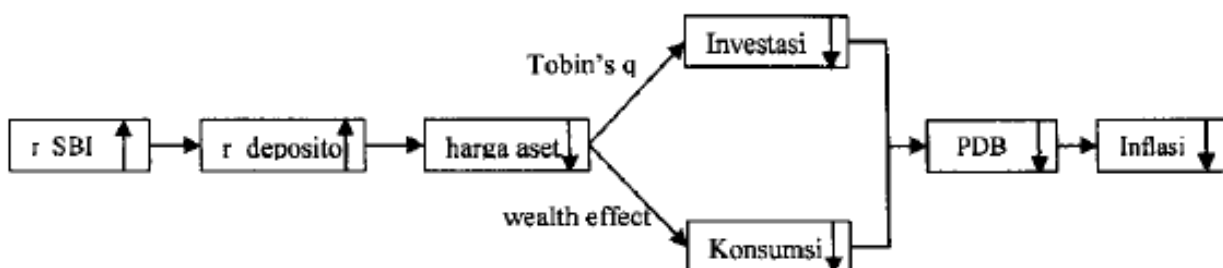 Investasi
Tobin's q
r SBI
r deposito
harga aset
PDB
Inflasi
wealth effect
Konsumsi